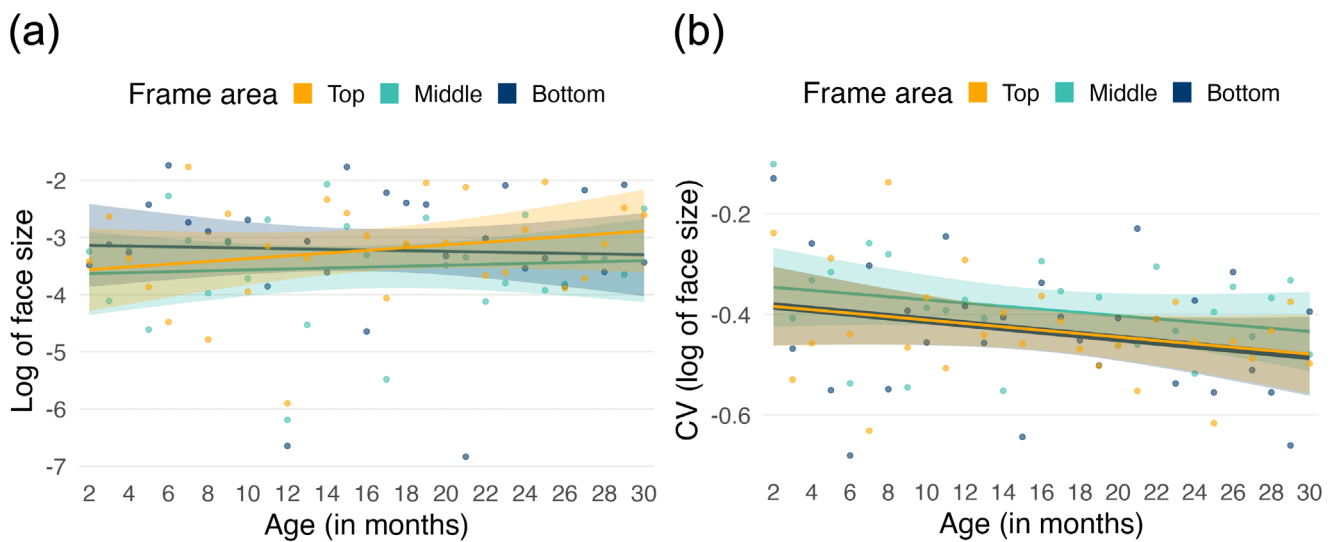 (a)
Frame area Top Middle Bottom
-2
-3
-4
-5
-6
-7
Log of face size
2 4 6 8 10 12 14 16 18 20 22 24 26 28 30
Age (in months)
(b)
Frame area Top Middle Bottom
-0.2
-0.4
-0.6
CV (log of face size)
2 4 6 8 10 12 14 16 18 20 22 24 26 28 30
Age (in months)